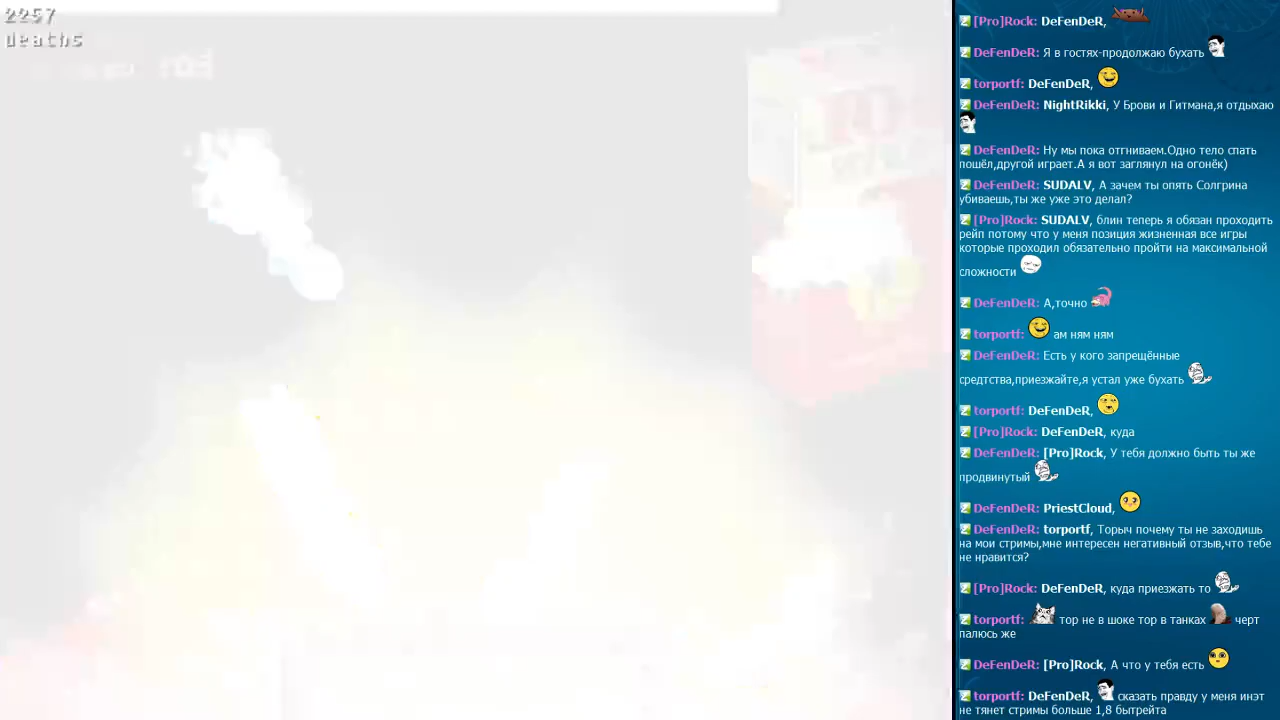 2257
deaths
[Pro]Rock: DeFenDeR,
DeFenDeR: Я в гостях-продолжаю бухать
torportf: DeFenDeR,
DeFenDeR: NightRikki, У Брови и Гитмана,я отдыхаю
DeFenDeR: Ну мы пока отгниваем.Одно тело спать
пошёл,другой играет.А я вот заглянул на огонёк)
DeFenDeR: SUDALV, А зачем ты опять Солгрина
убиваешь,ты же уже это делал?
[Pro]Rock: SUDALV, блин теперь я обязан проходить
рейп потому что у меня позиция жизненная все игры
которые проходил обязательно пройти на максимальной
сложности
DeFenDeR: А,точно
torportf: ам ням ням
DeFenDeR: Есть у кого запрещённые
средтства,приезжайте,я устал уже бухать
torportf: DeFenDeR,
[Pro]Rock: DeFenDeR, куда
DeFenDeR: [Pro]Rock, У тебя должно быть ты же
продвинутый
DeFenDeR: PriestCloud,
DeFenDeR: torportf, Торыч почему ты не заходишь
на мои стримы,мне интересен негативный отзыв,что тебе
не нравится?
[Pro]Rock: DeFenDeR, куда приезжать то
torportf: тор не в шоке тор в танках черт
палюсь же
DeFenDeR: [Pro]Rock, А что у тебя есть
torportf: DeFenDeR, сказать правду у меня инэт
не тянет стримы больше 1,8 бытрейта